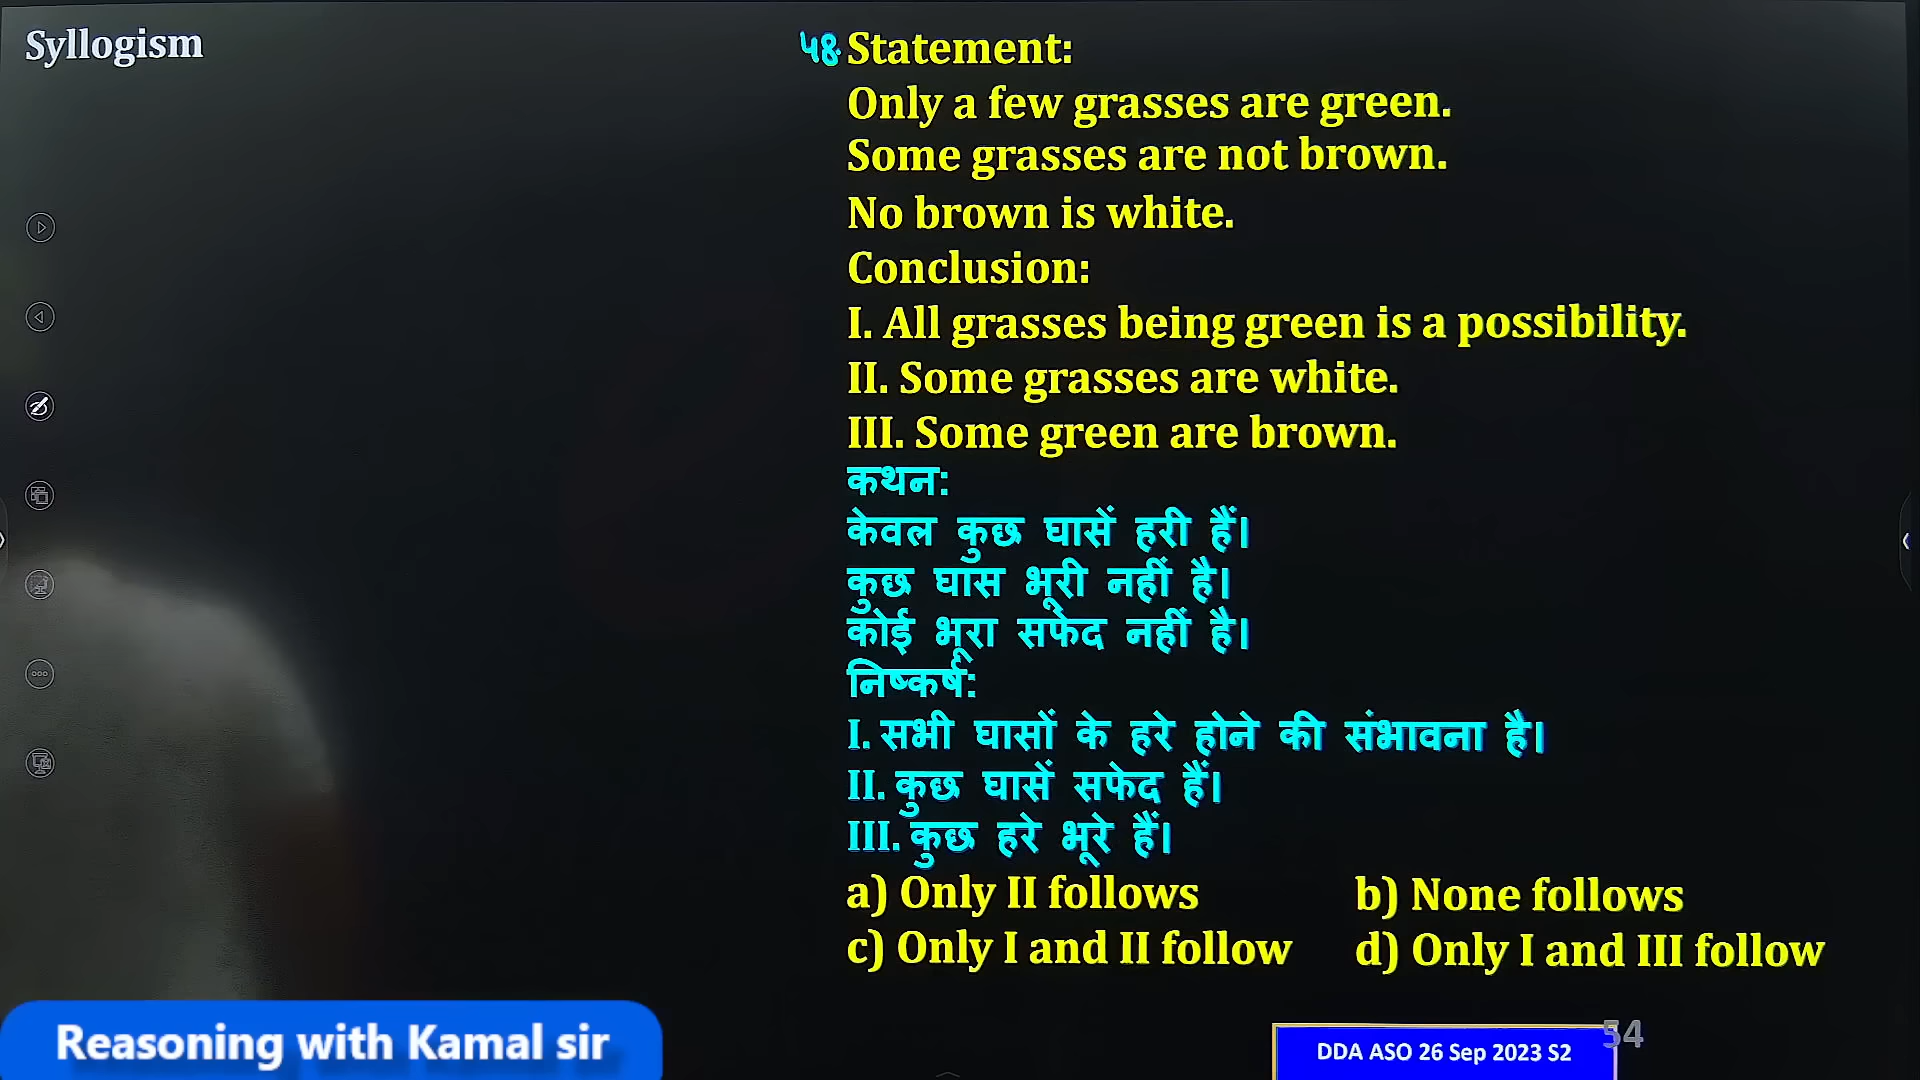 Syllogism
48. Statement:
Only a few grasses are green.
Some grasses are not brown.
No brown is white.
Conclusion:
I. All grasses being green is a possibility.
II. Some grasses are white.
III. Some green are brown.
कथन:
केवल कुछ घासें हरी हैं।
कुछ घास भूरी नहीं है।
कोई भूरा सफेद नहीं है।
निष्कर्ष:
I. सभी घासों के हरे होने की संभावना है।
II. कुछ घासें सफेद हैं।
III. कुछ हरे भूरे हैं।
a) Only II follows b) None follows
c) Only I and II follow d) Only I and III follow
Reasoning with Kamal sir
54
DDA ASO 26 Sep 2023 S2